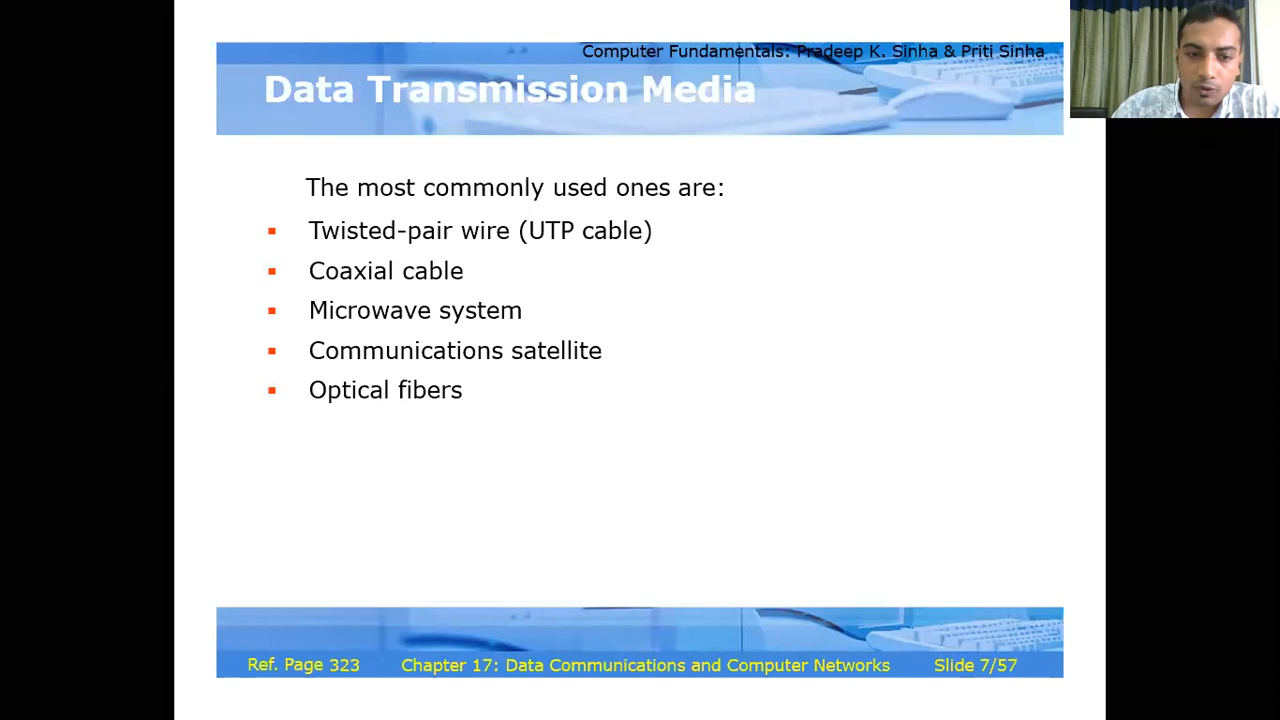 Computer Fundamentals: Pradeep K. Sinha & Priti Sinha
Data Transmission Media
The most commonly used ones are:
▪ Twisted-pair wire (UTP cable)
▪ Coaxial cable
▪ Microwave system
▪ Communications satellite
▪ Optical fibers
Ref. Page 323 Chapter 17: Data Communications and Computer Networks Slide 7/57